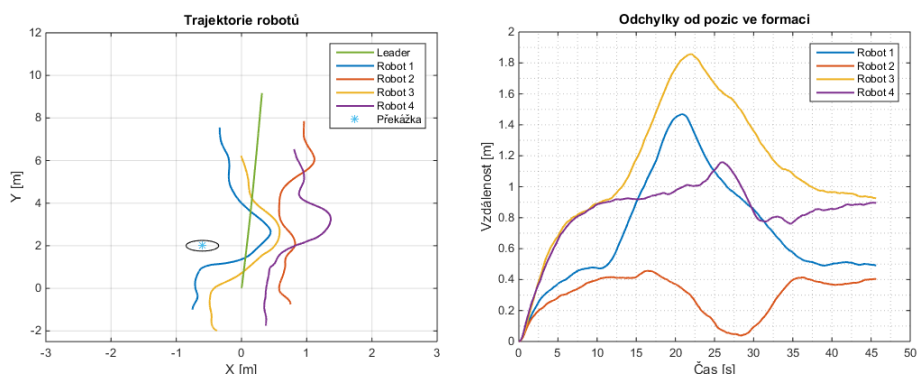 Trajektorie robotů
12
10
8
6
4
2
0
-2
-3
-2
-1
0
1
2
3
X [m]
Y [m]
Leader
Robot 1
Robot 2
Robot 3
Robot 4
Překážka
Odchylky od pozic ve formaci
2
1.8
1.6
1.4
1.2
1
0.8
0.6
0.4
0.2
0
0
5
10
15
20
25
30
35
40
45
50
Čas [s]
Vzdálenost [m]
Robot 1
Robot 2
Robot 3
Robot 4